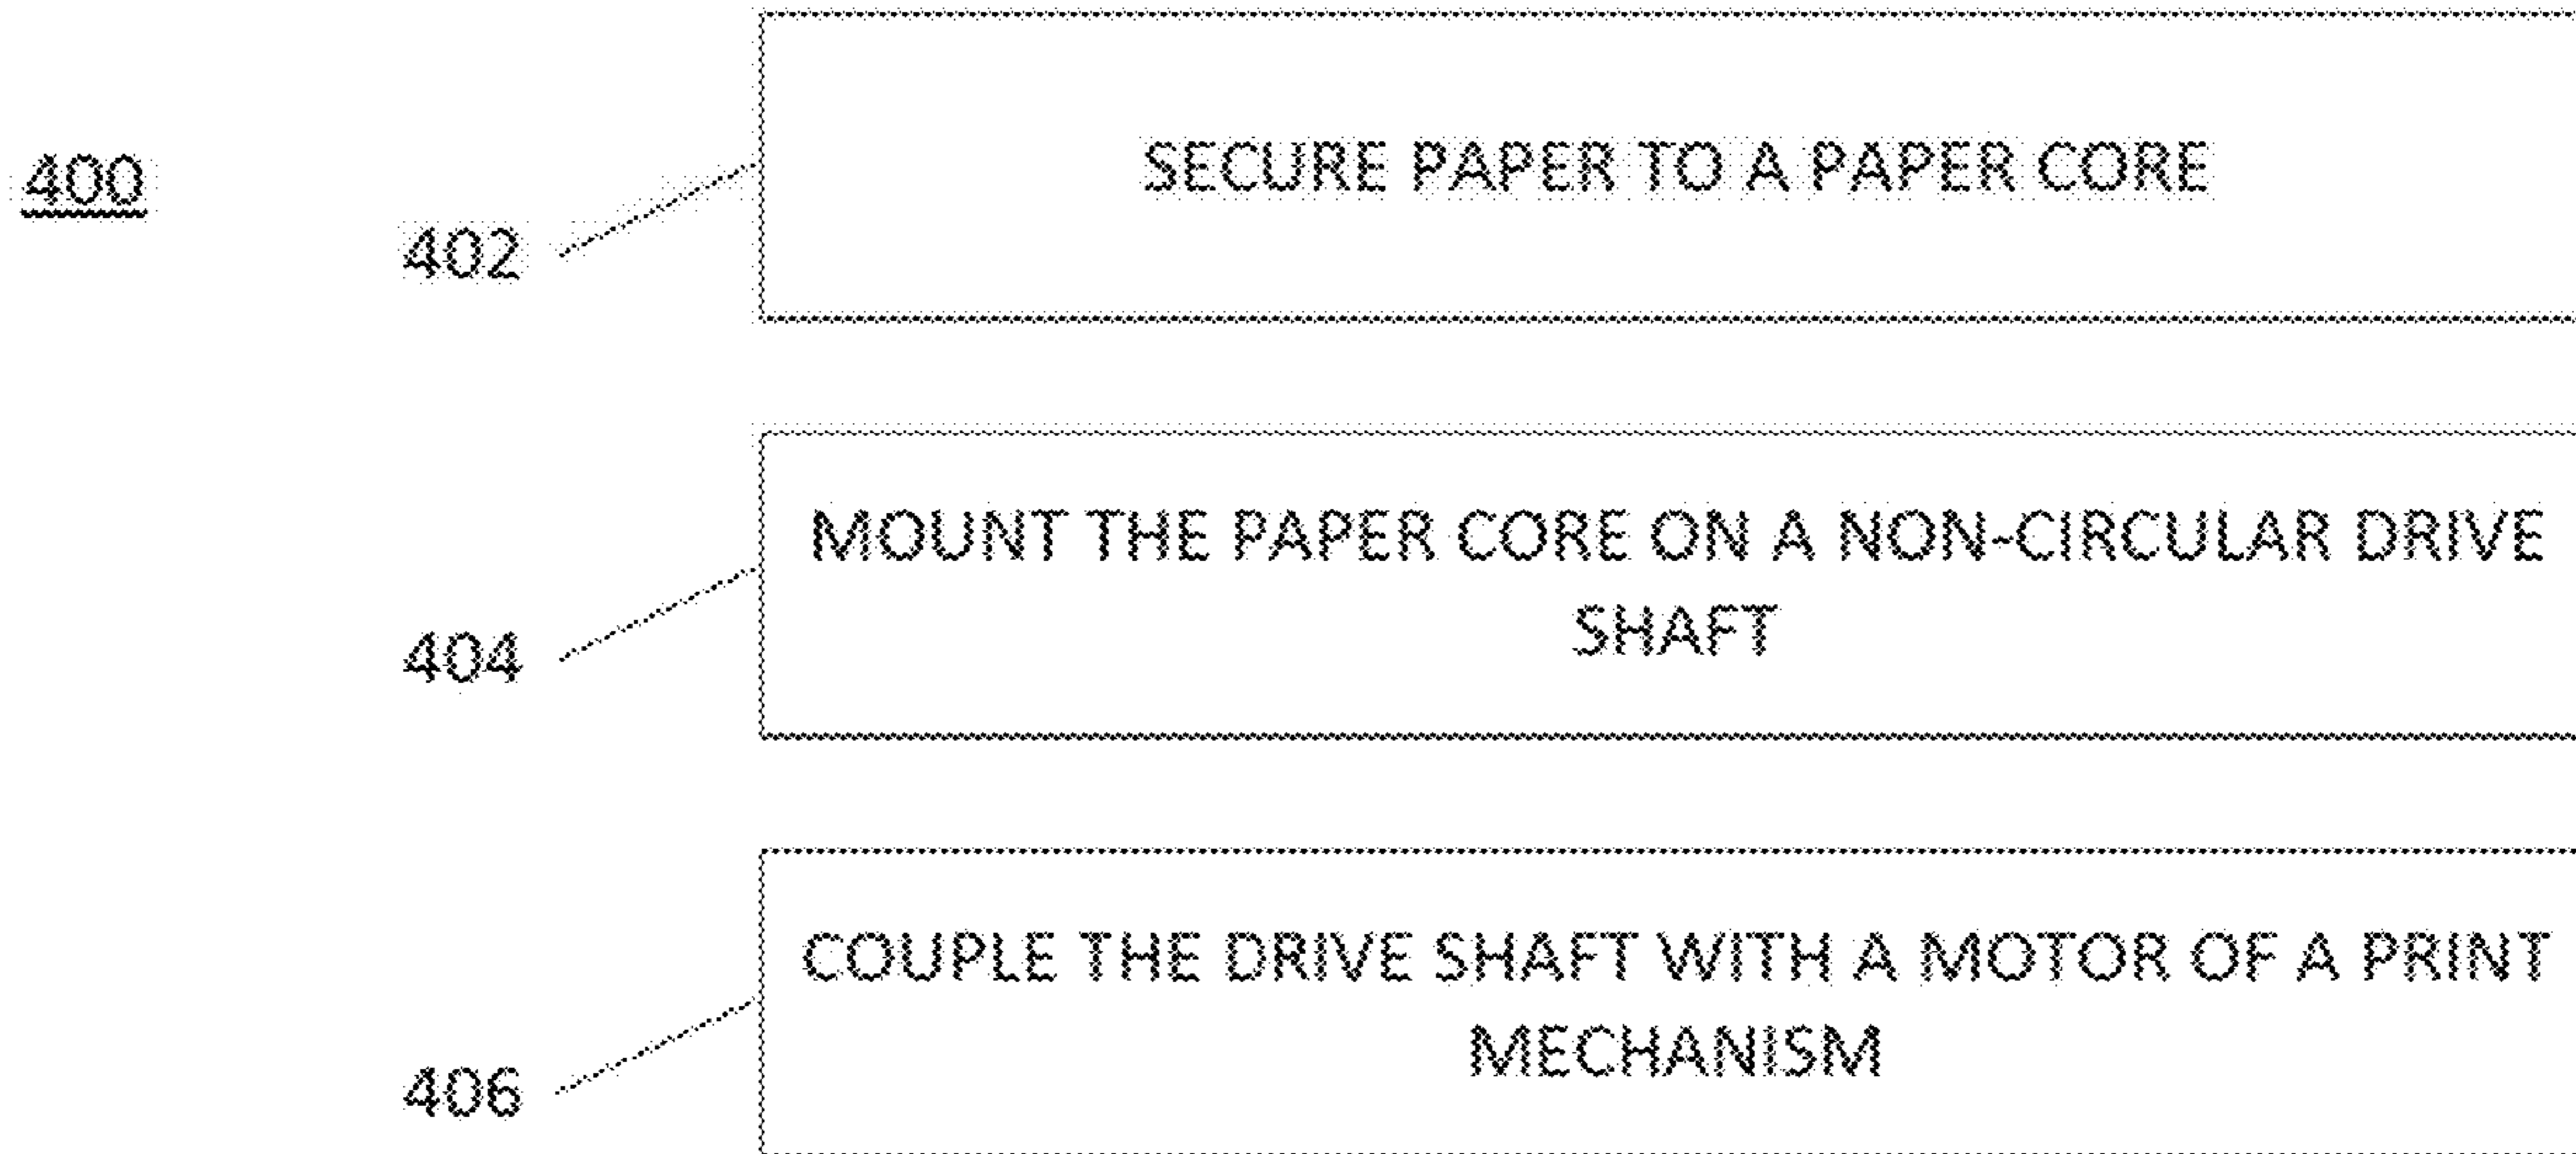 400
402
SECURE PAPER TO A PAPER CORE
404
MOUNT THE PAPER CORE ON A NON-CIRCULAR DRIVE
SHAFT
406
COUPLE THE DRIVE SHAFT WITH A MOTOR OF A PRINT
MECHANISM